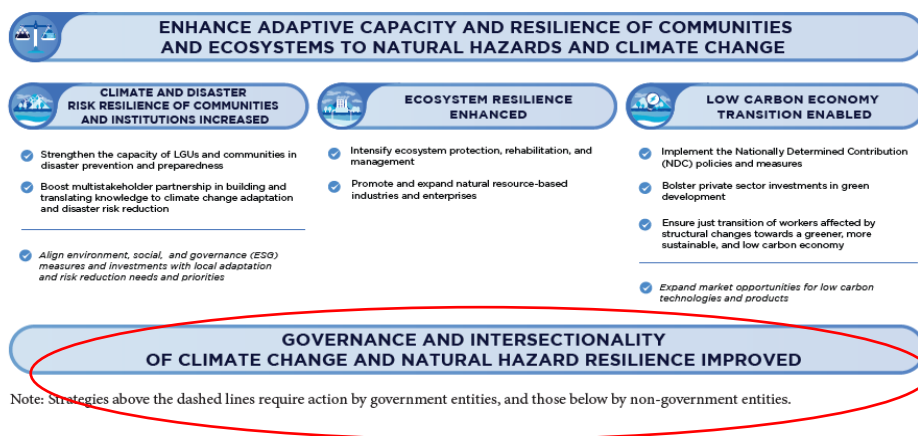 ENHANCE ADAPTIVE CAPACITY AND RESILIENCE OF COMMUNITIES
AND ECOSYSTEMS TO NATURAL HAZARDS AND CLIMATE CHANGE
CLIMATE AND DISASTER
RISK RESILIENCE OF COMMUNITIES
AND INSTITUTIONS INCREASED
Strengthen the capacity of LGUs and communities in
disaster prevention and preparedness
Boost multistakeholder partnership in building and
translating knowledge to climate change adaptation
and disaster risk reduction
Align environment, social, and governance (ESG)
measures and investments with local adaptation
and risk reduction needs and priorities
ECOSYSTEM RESILIENCE
ENHANCED
Intensify ecosystem protection, rehabilitation, and
management
Promote and expand natural resource-based
industries and enterprises
LOW CARBON ECONOMY
TRANSITION ENABLED
Implement the Nationally Determined Contribution
(NDC) policies and measures
Bolster private sector investments in green
development
Ensure just transition of workers affected by
structural changes towards a greener, more
sustainable, and low carbon economy
Expand market opportunities for low carbon
technologies and products
GOVERNANCE AND INTERSECTIONALITY
OF CLIMATE CHANGE AND NATURAL HAZARD RESILIENCE IMPROVED
Note: Strategies above the dashed lines require action by government entities, and those below by non-government entities.